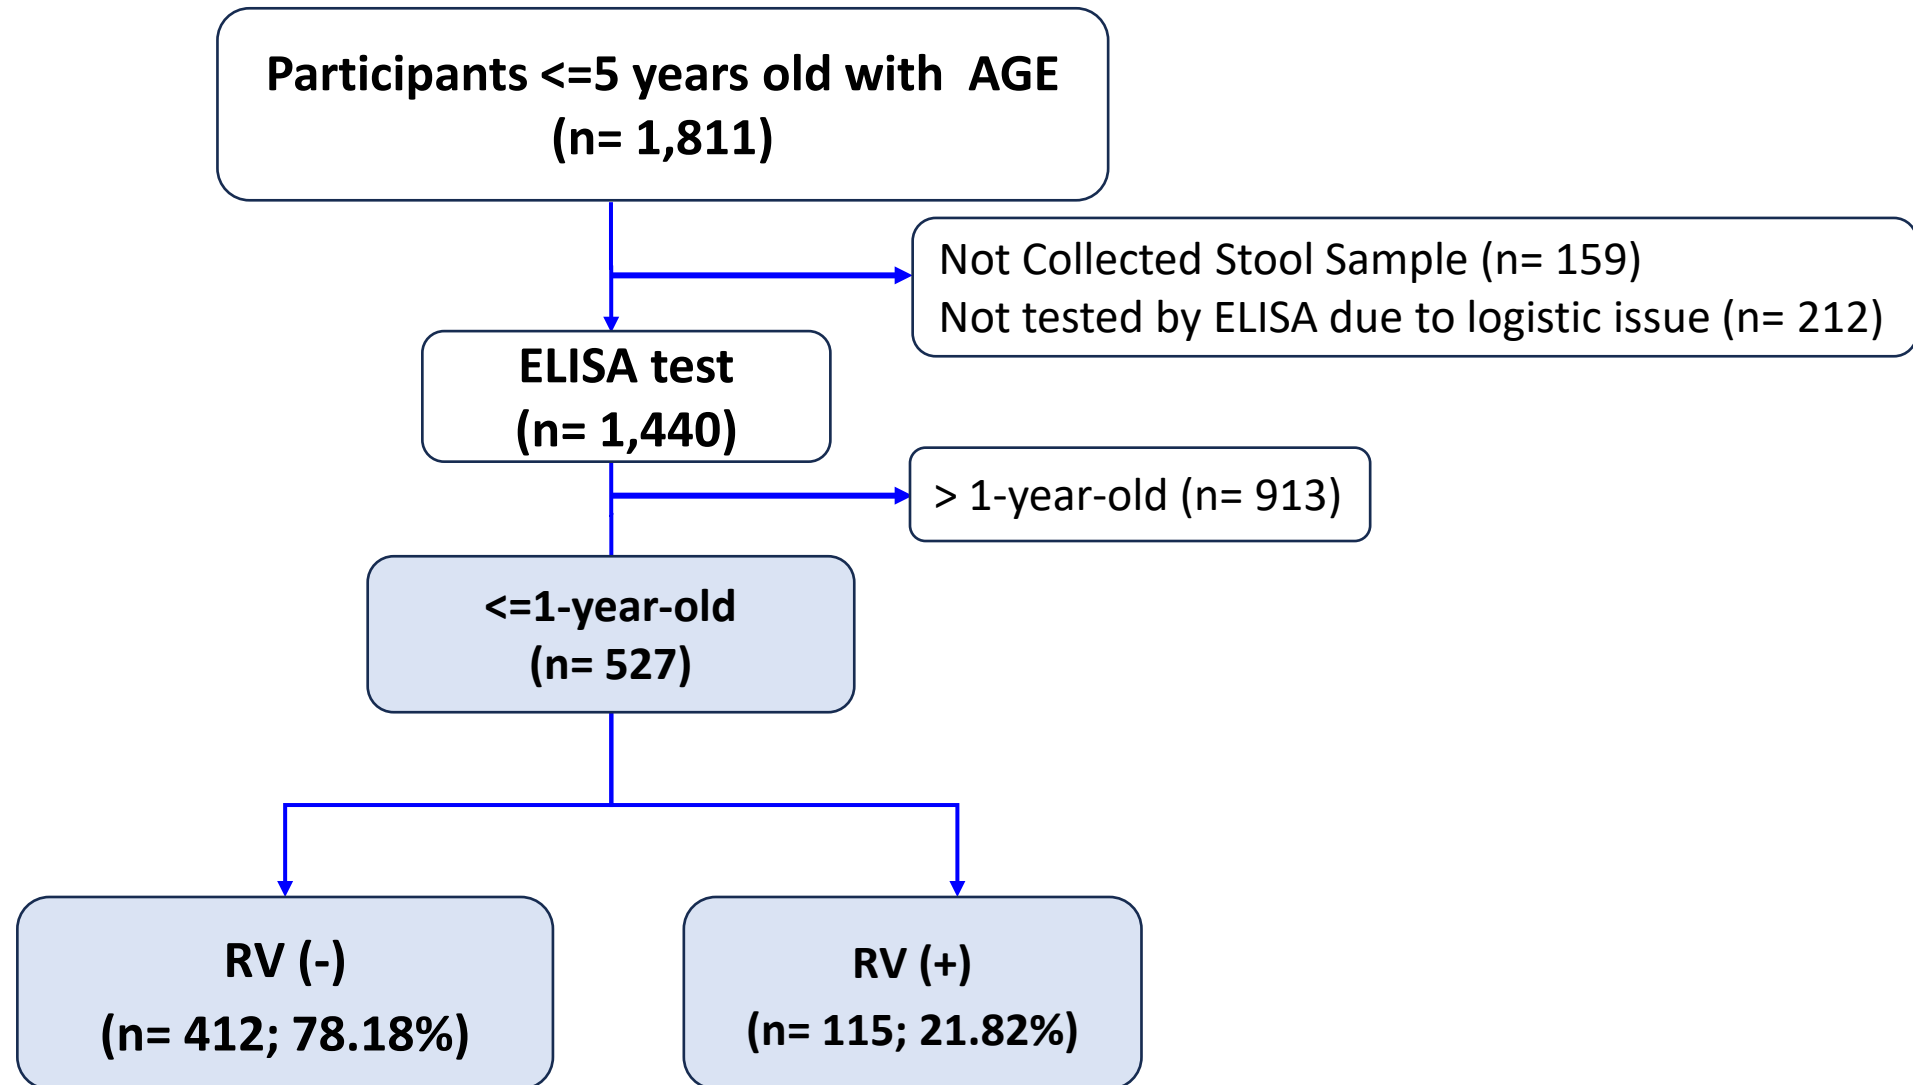 Participants <=5 years old with  AGE
(n= 1,811)
Not Collected Stool Sample (n= 159)
Not tested by ELISA due to logistic issue (n= 212)
ELISA test
(n= 1,440)
> 1-year-old (n= 913)
<=1-year-old
(n= 527)
RV (-)
(n= 412; 78.18%)
RV (+)
(n= 115; 21.82%)